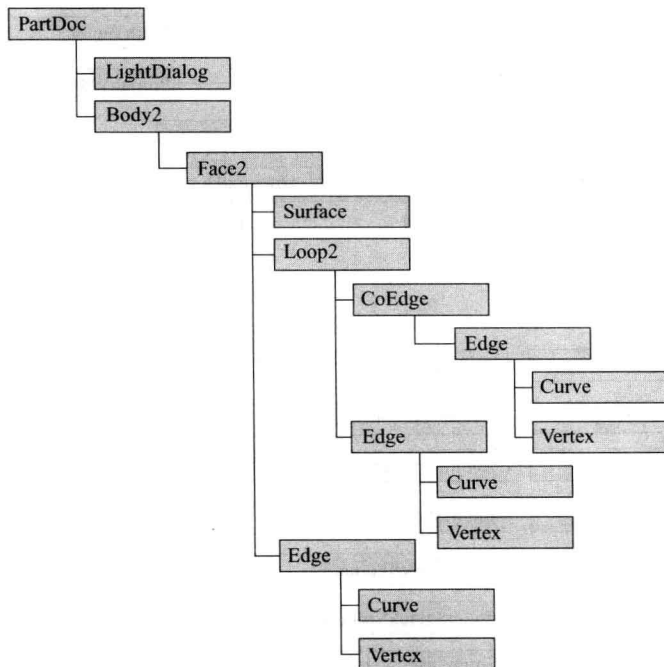 PartDoc
LightDialog
Body2
Face2
Surface
Loop2
CoEdge
Edge
Curve
Vertex
Edge
Curve
Vertex
Edge
Curve
Vertex